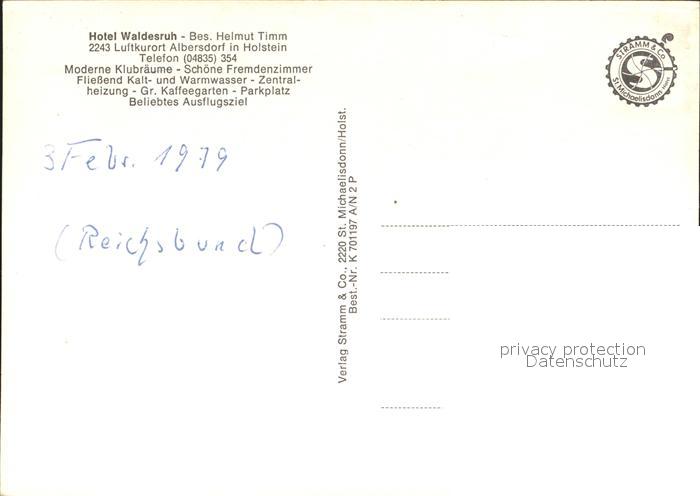 Hotel Waldesruh - Bes. Helmut Timm
2243 Luftkurort Albersdorf in Holstein
Telefon (04835) 354
Moderne Klubräume - Schöne Fremdenzimmer
Fließend Kalt- und Warmwasser - Zentral-
heizung - Gr. Kaffeegarten - Parkplatz
Beliebtes Ausflugsziel
3 Febr. 1979
(Reichsbund)
Verlag Stramm & Co., 2220 St. Michaelisdonn/Holst.
Best.-Nr. K 701197 A/N 2 P
STRAMM & Co.
St. Michaelisdonn Holst.
privacy protection
Datenschutz